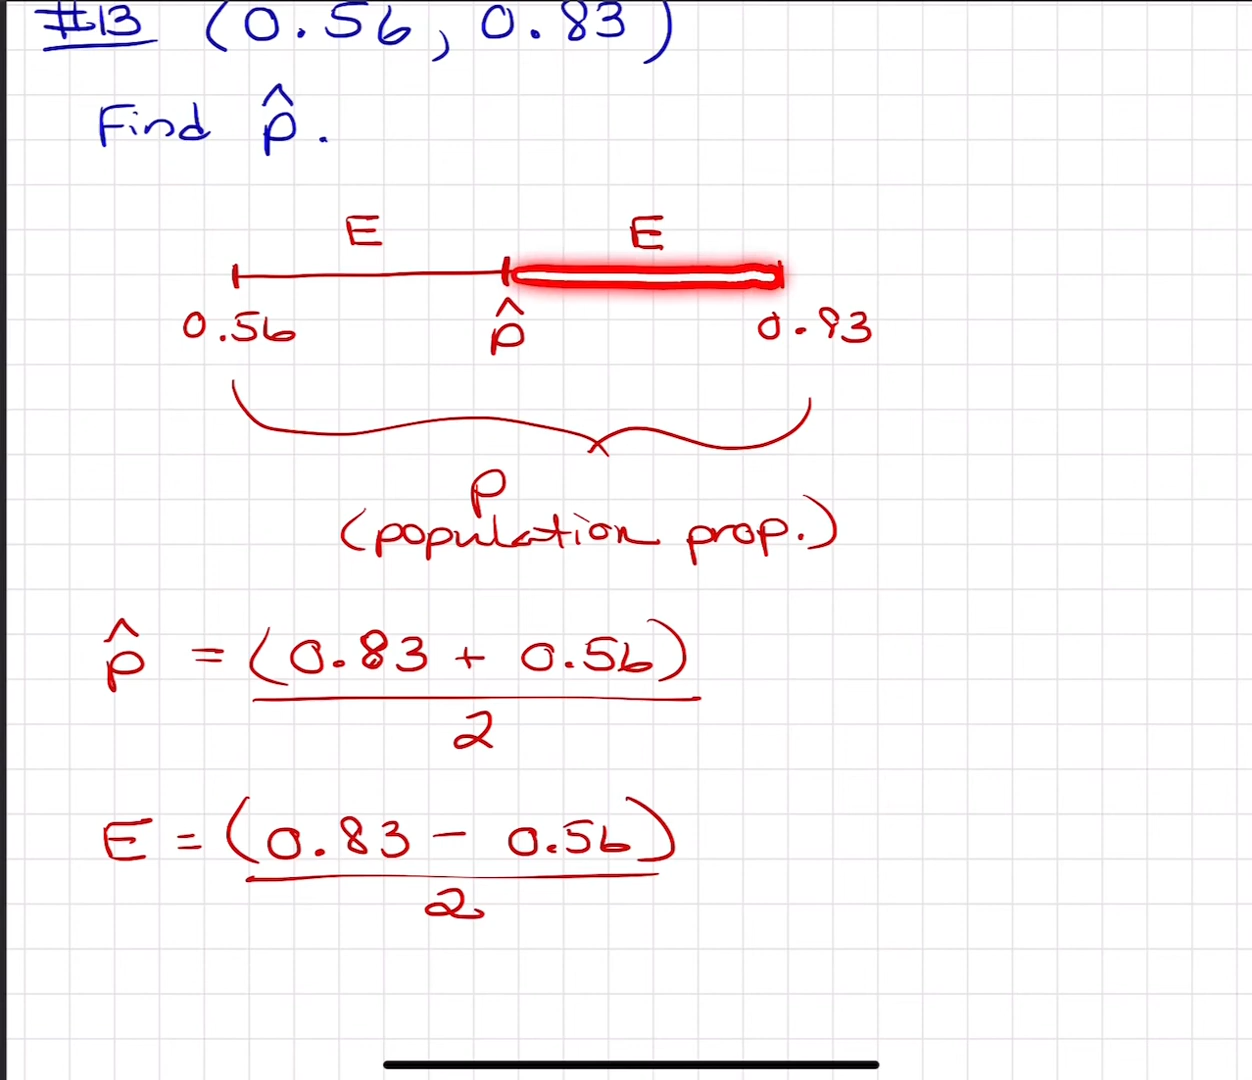 #13 (0.56, 0.83)
Find p̂.
E E
0.56 p̂ 0.83
p
(population prop.)
p̂ = (0.83 + 0.56)
2
E = (0.83 - 0.56)
2